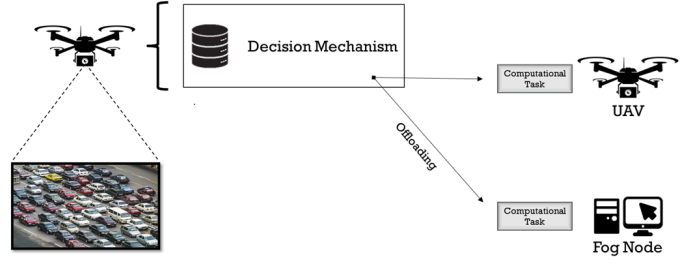 Decision Mechanism
Computational
Task
UAV
Offloading
Computational
Task
Fog Node